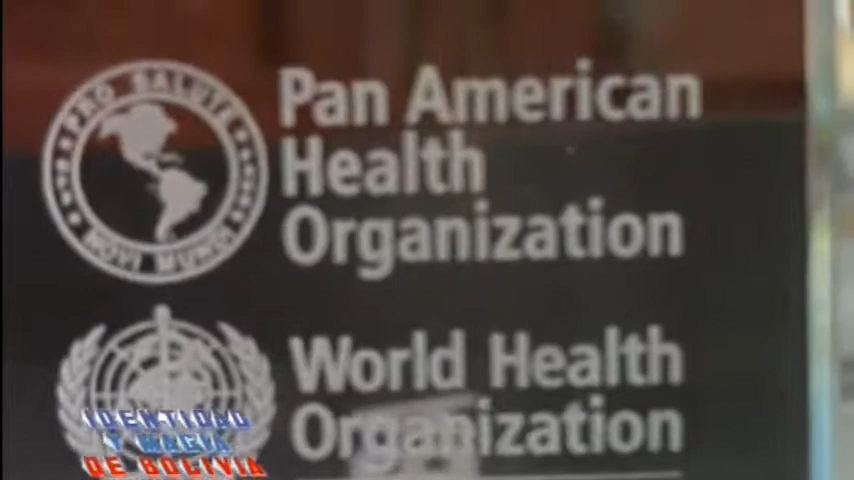 PRO SALUTE
NOVI MUNDI
Pan American
Health
Organization
World Health
Organization
IDENTIDAD
Y MAGIA
DE BOLIVIA